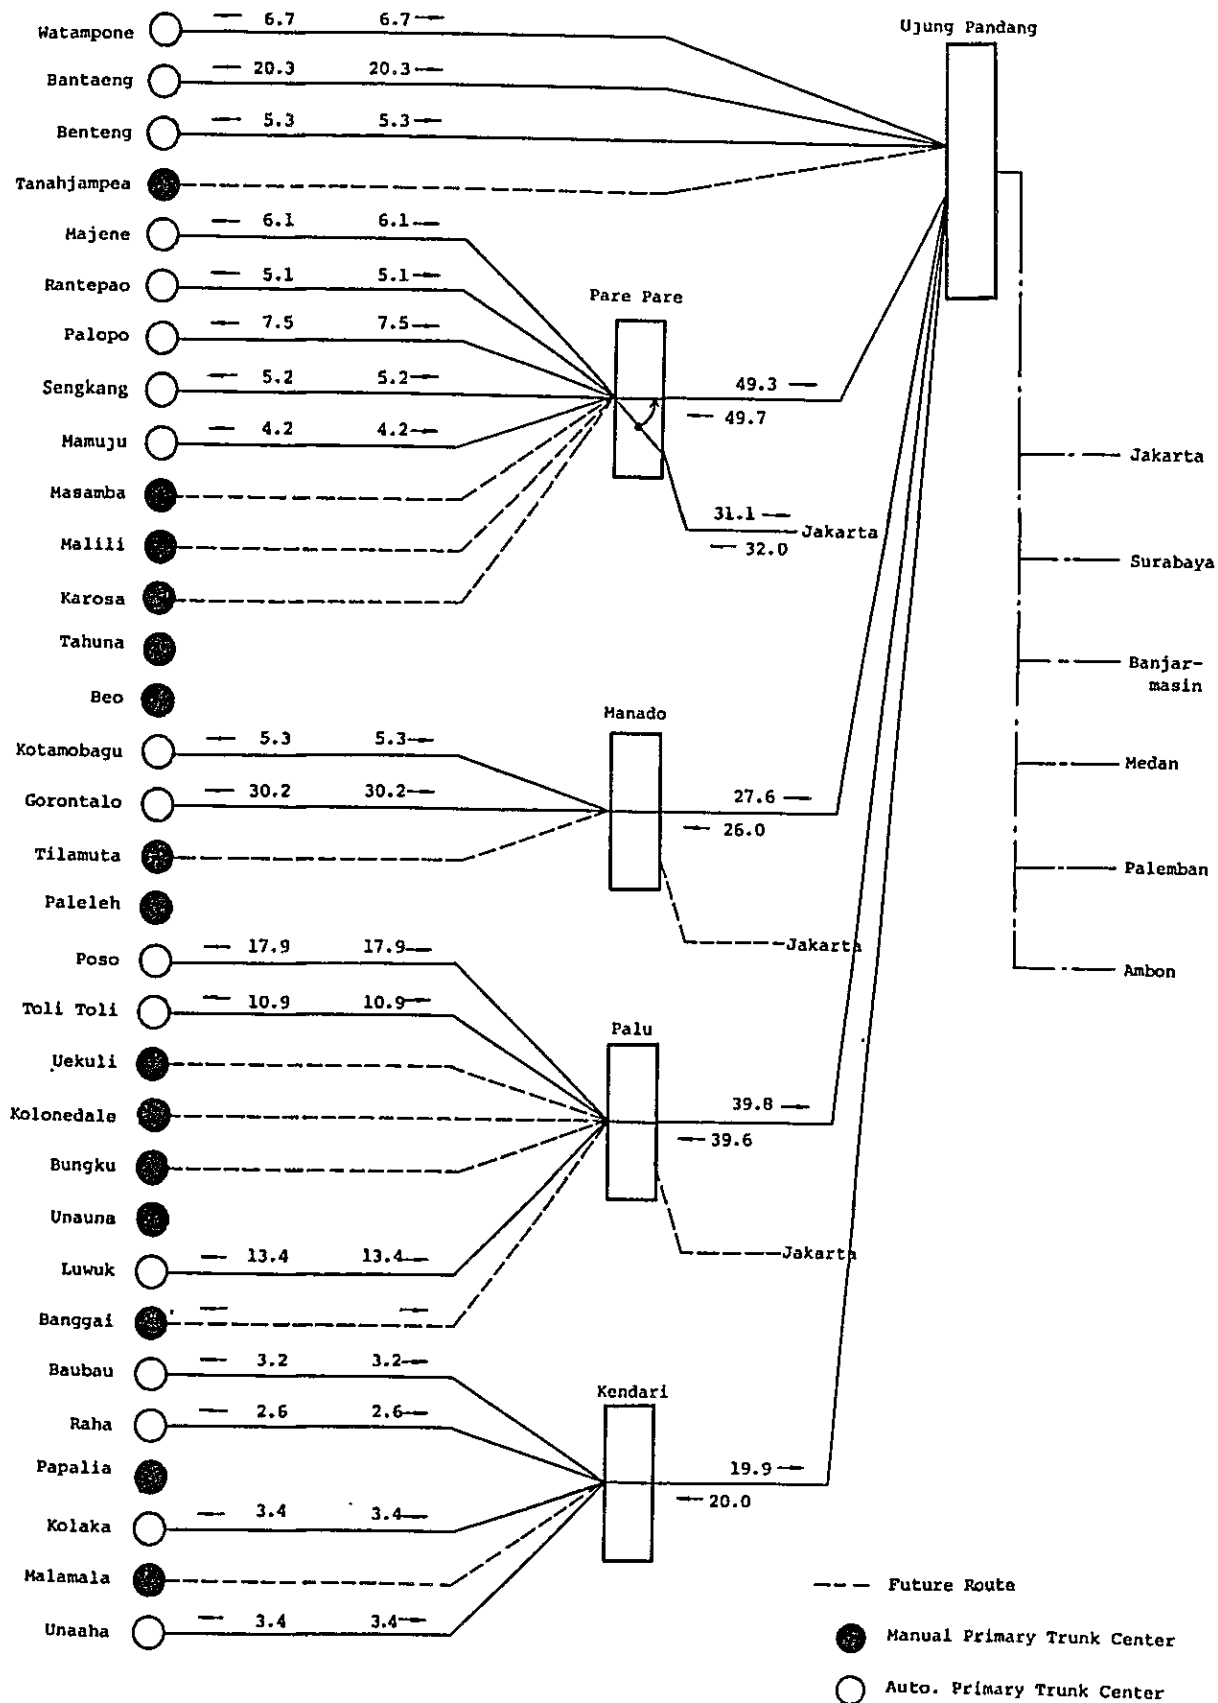 Watampone 6.7 6.7
Ujung Pandang
Bantaeng 20.3 20.3
Benteng 5.3 5.3
Tanahjampea
Majene 6.1 6.1
Rantepao 5.1 5.1
Pare Pare
Palopo 7.5 7.5
Sengkang 5.2 5.2
49.3
49.7
Mamuju 4.2 4.2
Jakarta
Masamba
31.1
Jakarta
32.0
Malili
Surabaya
Karosa
Tahuna
Banjar-
masin
Beo
Manado
Kotamobagu 5.3 5.3
Medan
Gorontalo 30.2 30.2
27.6
26.0
Tilamuta
Palemban
Paleleh
Jakarta
Poso 17.9 17.9
Ambon
Toli Toli 10.9 10.9
Palu
Uekuli
Kolonedale
39.8
39.6
Bungku
Unauna
Jakarta
Luwuk 13.4 13.4
Banggai
Baubau 3.2 3.2
Kendari
Raha 2.6 2.6
Papalia
19.9
20.0
Kolaka 3.4 3.4
Malamala
Future Route
Unaaha 3.4 3.4
Manual Primary Trunk Center
Auto. Primary Trunk Center